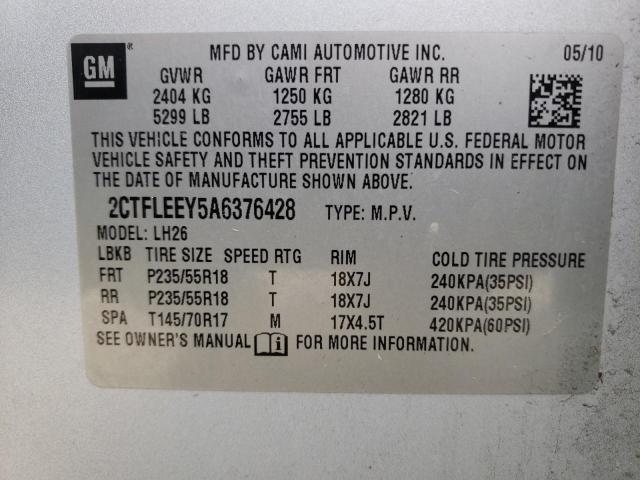 GM ® MFD BY CAMI AUTOMOTIVE INC. 05/10
GVWR GAWR FRT GAWR RR
2404 KG 1250 KG 1280 KG
5299 LB 2755 LB 2821 LB
THIS VEHICLE CONFORMS TO ALL APPLICABLE U.S. FEDERAL MOTOR
VEHICLE SAFETY AND THEFT PREVENTION STANDARDS IN EFFECT ON
THE DATE OF MANUFACTURE SHOWN ABOVE.
2CTFLEEY5A6376428 TYPE: M.P.V.
MODEL: LH26
LBKB TIRE SIZE SPEED RTG RIM COLD TIRE PRESSURE
FRT P235/55R18 T 18X7J 240KPA(35PSI)
RR P235/55R18 T 18X7J 240KPA(35PSI)
SPA T145/70R17 M 17X4.5T 420KPA(60PSI)
SEE OWNER'S MANUAL i FOR MORE INFORMATION.